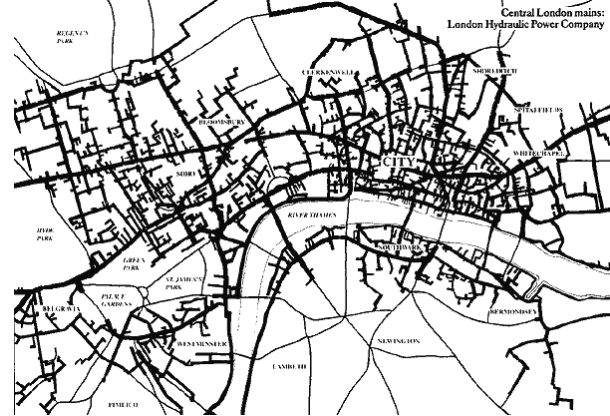 Central London mains:
London Hydraulic Power Company
REGENT'S
PARK
CLERKENWELL
SHOREDITCH
SPITALFIELDS
BLOOMSBURY
WHITECHAPEL
CITY
SOHO
RIVER THAMES
HYDE
PARK
SOUTHWARK
GREEN
PARK
ST. JAMES'S
PARK
PALACE
GARDENS
BELGRAVIA
BERMONDSEY
WESTMINSTER
NEWINGTON
LAMBETH
PIMLICO